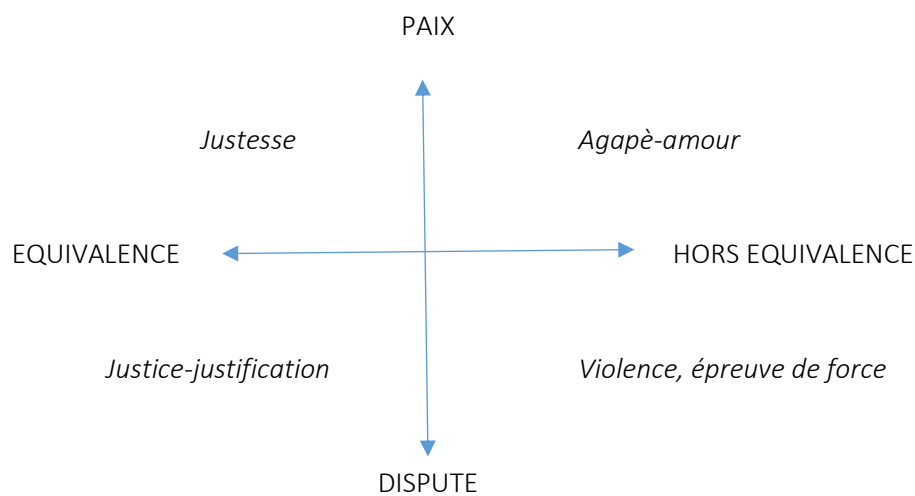 PAIX
Justesse
Agapè-amour
EQUIVALENCE
HORS EQUIVALENCE
Justice-justification
Violence, épreuve de force
DISPUTE